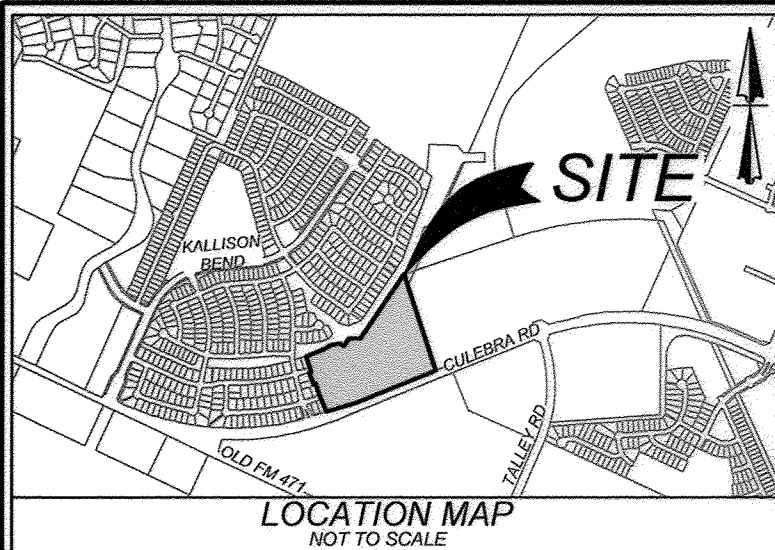 SITE
KALLISON
BEND
CULEBRA RD
TALLEY RD
OLD FM 471
LOCATION MAP
NOT TO SCALE